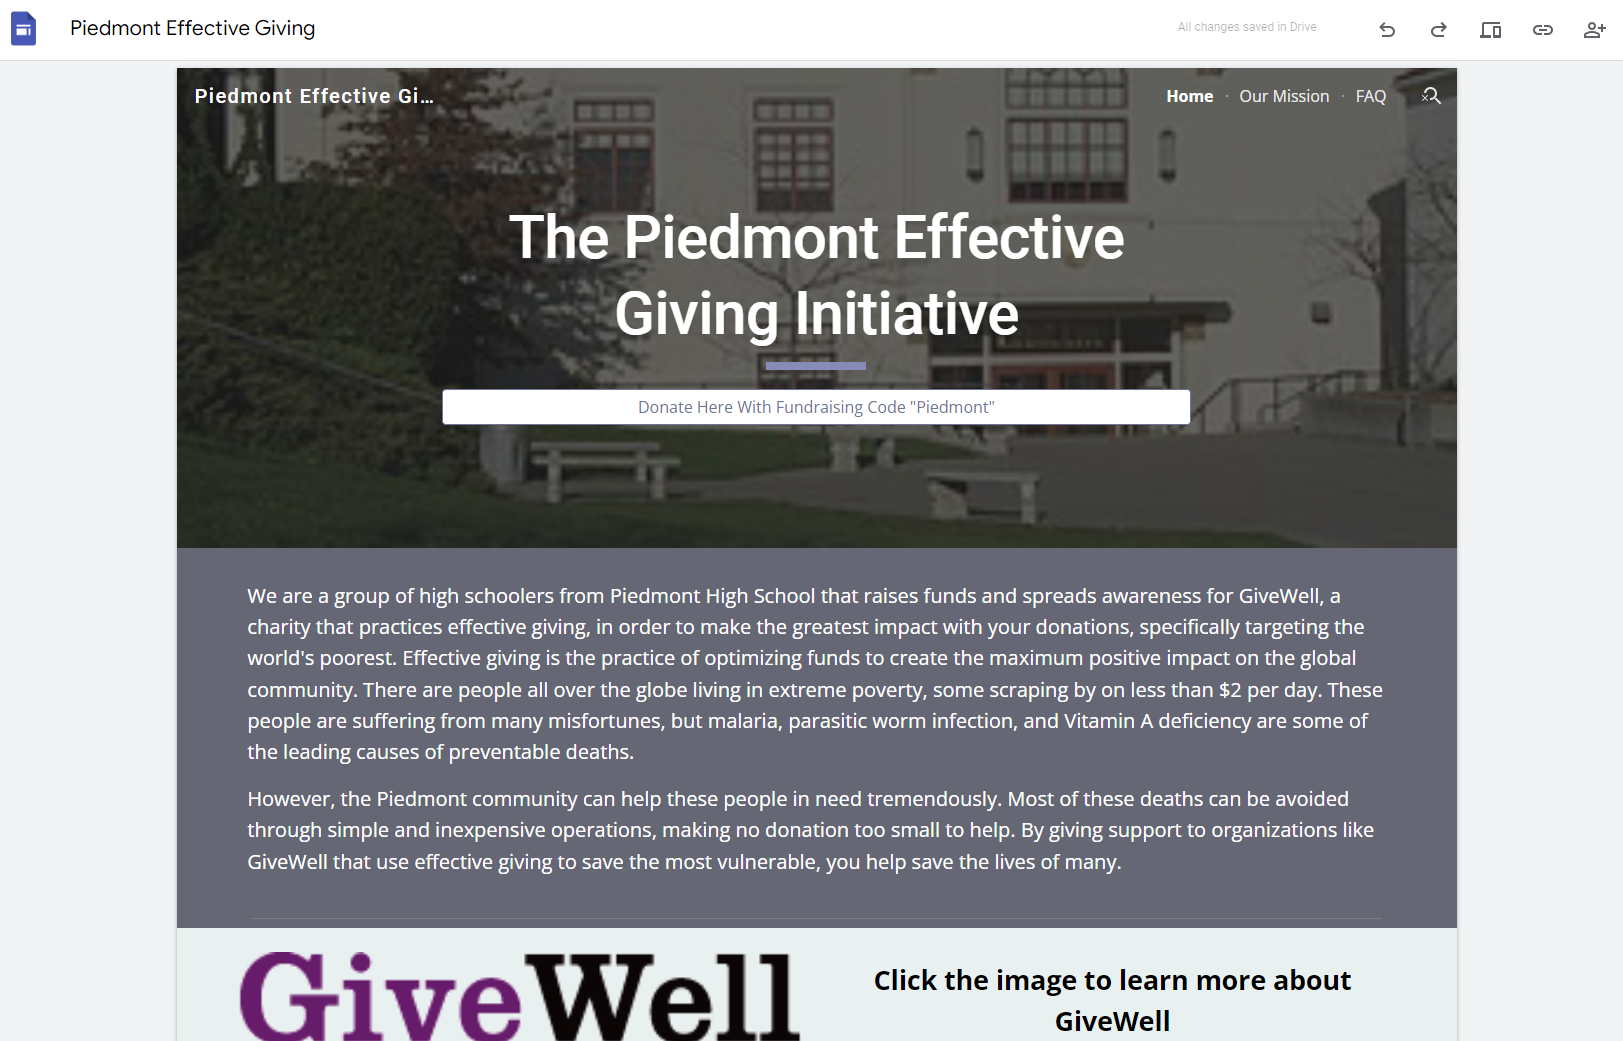 Piedmont Effective Giving
All changes saved in Drive
Piedmont Effective Gi...
Home · Our Mission · FAQ
The Piedmont Effective
Giving Initiative
Donate Here With Fundraising Code "Piedmont"
We are a group of high schoolers from Piedmont High School that raises funds and spreads awareness for GiveWell, a
charity that practices effective giving, in order to make the greatest impact with your donations, specifically targeting the
world's poorest. Effective giving is the practice of optimizing funds to create the maximum positive impact on the global
community. There are people all over the globe living in extreme poverty, some scraping by on less than $2 per day. These
people are suffering from many misfortunes, but malaria, parasitic worm infection, and Vitamin A deficiency are some of
the leading causes of preventable deaths.
However, the Piedmont community can help these people in need tremendously. Most of these deaths can be avoided
through simple and inexpensive operations, making no donation too small to help. By giving support to organizations like
GiveWell that use effective giving to save the most vulnerable, you help save the lives of many.
GiveWell
Click the image to learn more about
GiveWell